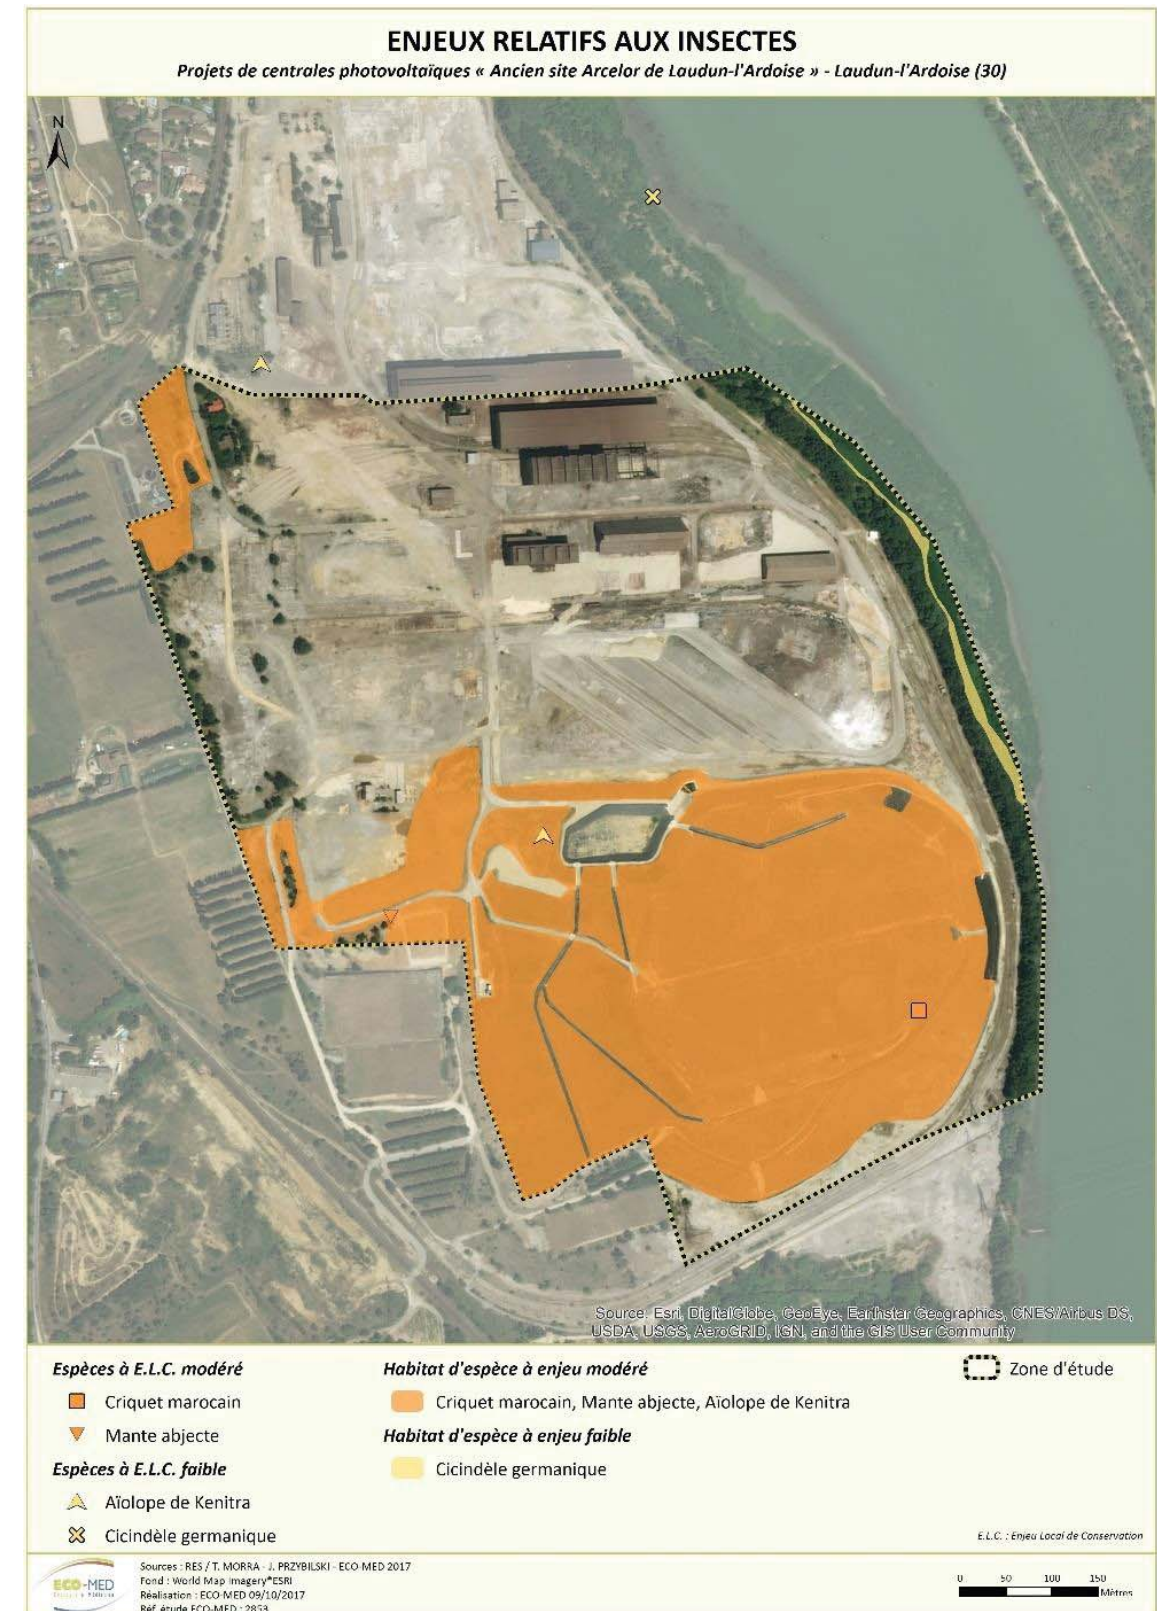 ENJEUX RELATIFS AUX INSECTES
Projets de centrales photovoltaïques « Ancien site Arcelor de Laudun-l'Ardoise » - Laudun-l'Ardoise (30)
N
Source: Esri, DigitalGlobe, GeoEye, Earthstar Geographics, CNES/Airbus DS,
USDA, USGS, AeroGRID, IGN, and the GIS User Community
Espèces à E.L.C. modéré
Criquet marocain
Mante abjecte
Espèces à E.L.C. faible
Aïolope de Kenitra
Cicindèle germanique
Habitat d'espèce à enjeu modéré
Criquet marocain, Mante abjecte, Aïolope de Kenitra
Habitat d'espèce à enjeu faible
Cicindèle germanique
Zone d'étude
E.L.C. : Enjeu Local de Conservation
ECO-MED
Sources : RES / T. MORRA - J. PRZYBILSKI - ECO-MED 2017
Fond : World Map Imagery®ESRI
Réalisation : ECO-MED 09/10/2017
Réf. étude ECO-MED : 2853
0 50 100 150
Mètres